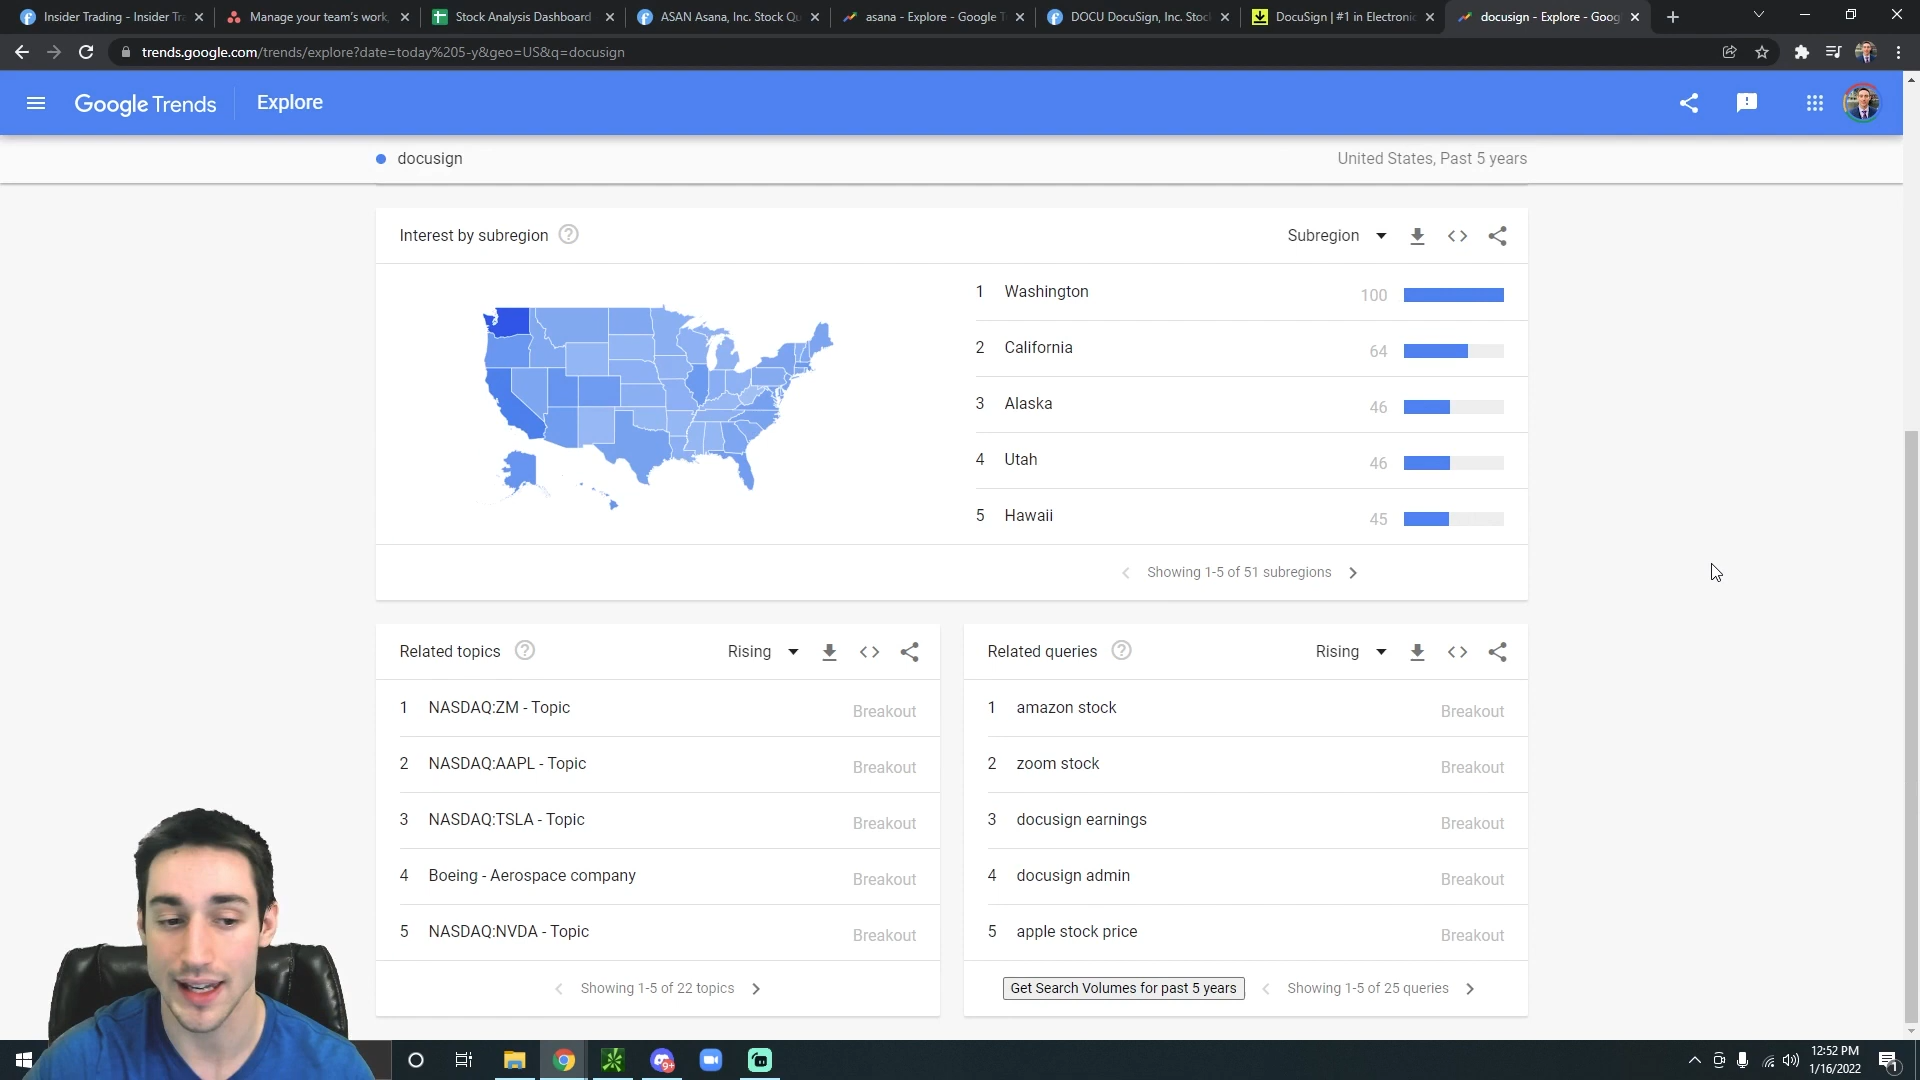 Insider Trading - Insider Tra
Manage your team's work,
Stock Analysis Dashboard
ASAN Asana, Inc. Stock Qu
asana - Explore - Google T
DOCU DocuSign, Inc. Stoc
DocuSign | #1 in Electronic
docusign - Explore - Goog
trends.google.com/trends/explore?date=today%205-y&geo=US&q=docusign
Google Trends
Explore
docusign
United States, Past 5 years
Interest by subregion
Subregion
1 Washington 100
2 California 64
3 Alaska 46
4 Utah 46
5 Hawaii 45
Showing 1-5 of 51 subregions
Related topics
Rising
1 NASDAQ:ZM - Topic Breakout
2 NASDAQ:AAPL - Topic Breakout
3 NASDAQ:TSLA - Topic Breakout
4 Boeing - Aerospace company Breakout
5 NASDAQ:NVDA - Topic Breakout
Showing 1-5 of 22 topics
Related queries
Rising
1 amazon stock Breakout
2 zoom stock Breakout
3 docusign earnings Breakout
4 docusign admin Breakout
5 apple stock price Breakout
Get Search Volumes for past 5 years
Showing 1-5 of 25 queries
12:52 PM
1/16/2022